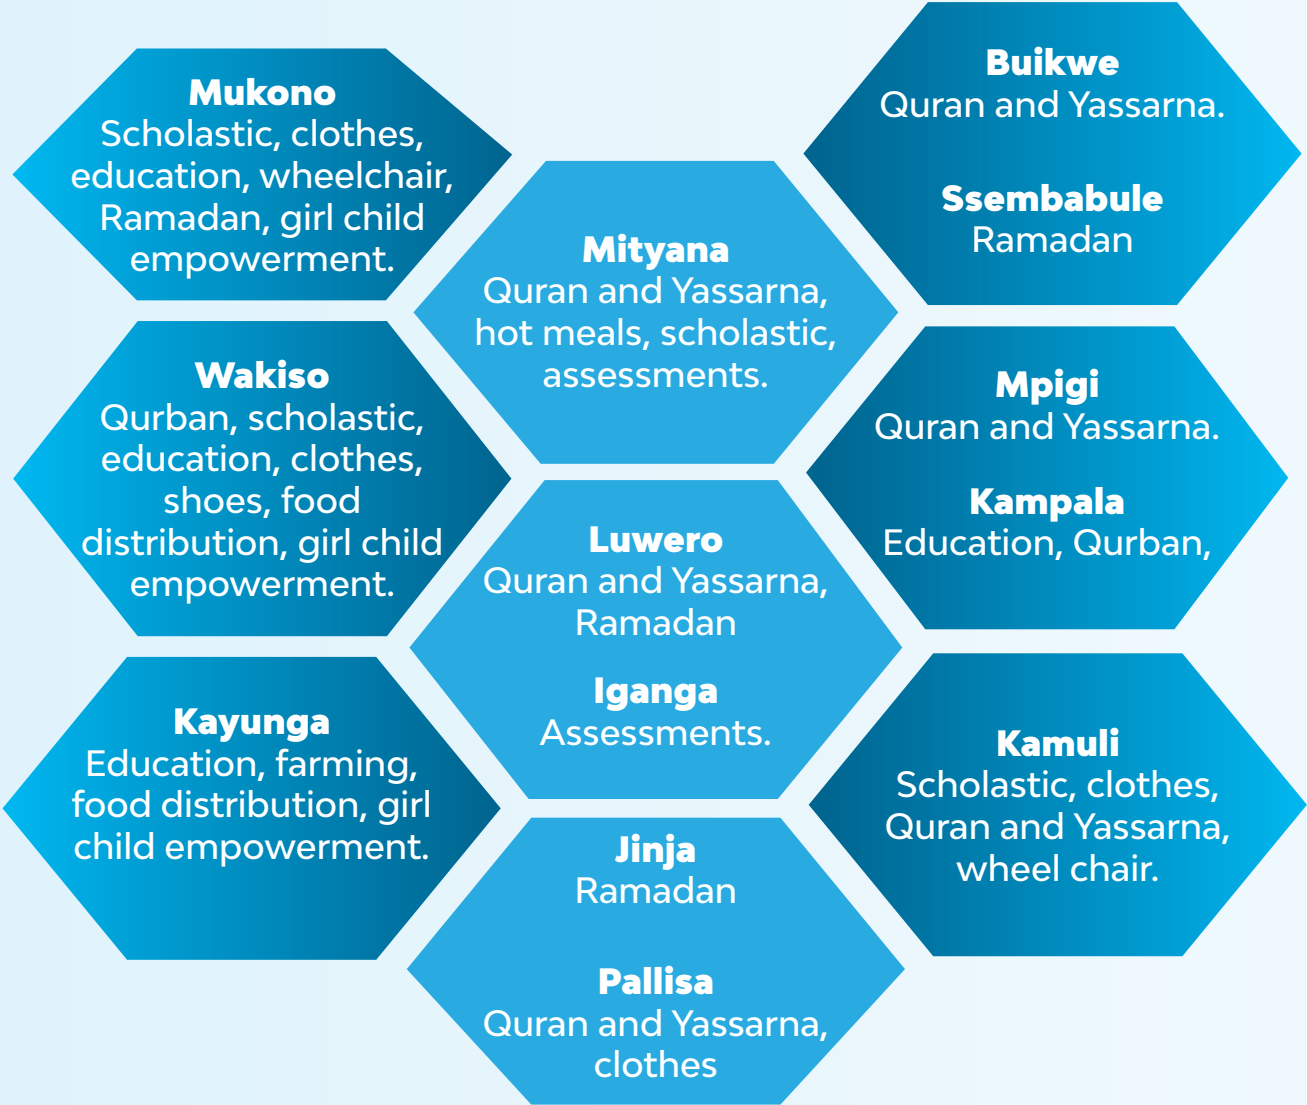 Mukono
Scholastic, clothes,
education, wheelchair,
Ramadan, girl child
empowerment.
Wakiso
Qurban, scholastic,
education, clothes,
shoes, food
distribution, girl child
empowerment.
Kayunga
Education, farming,
food distribution, girl
child empowerment.
Mityana
Quran and Yassarna,
hot meals, scholastic,
assessments.
Luwero
Quran and Yassarna,
Ramadan
Iganga
Assessments.
Jinja
Ramadan
Pallisa
Quran and Yassarna,
clothes
Buikwe
Quran and Yassarna.
Ssembabule
Ramadan
Mpigi
Quran and Yassarna.
Kampala
Education, Qurban,
Kamuli
Scholastic, clothes,
Quran and Yassarna,
wheel chair.